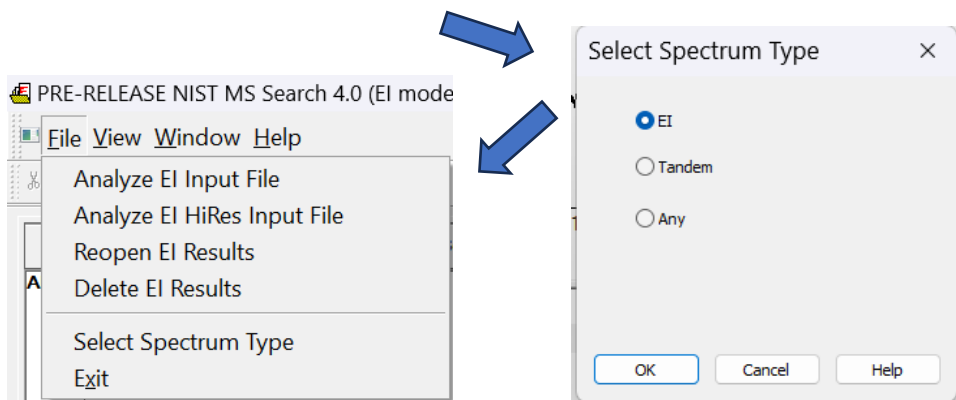 PRE-RELEASE NIST MS Search 4.0 (EI mode
File View Window Help
Analyze EI Input File
Analyze EI HiRes Input File
Reopen EI Results
Delete EI Results
Select Spectrum Type
Exit
A
Select Spectrum Type
EI
Tandem
Any
OK Cancel Help